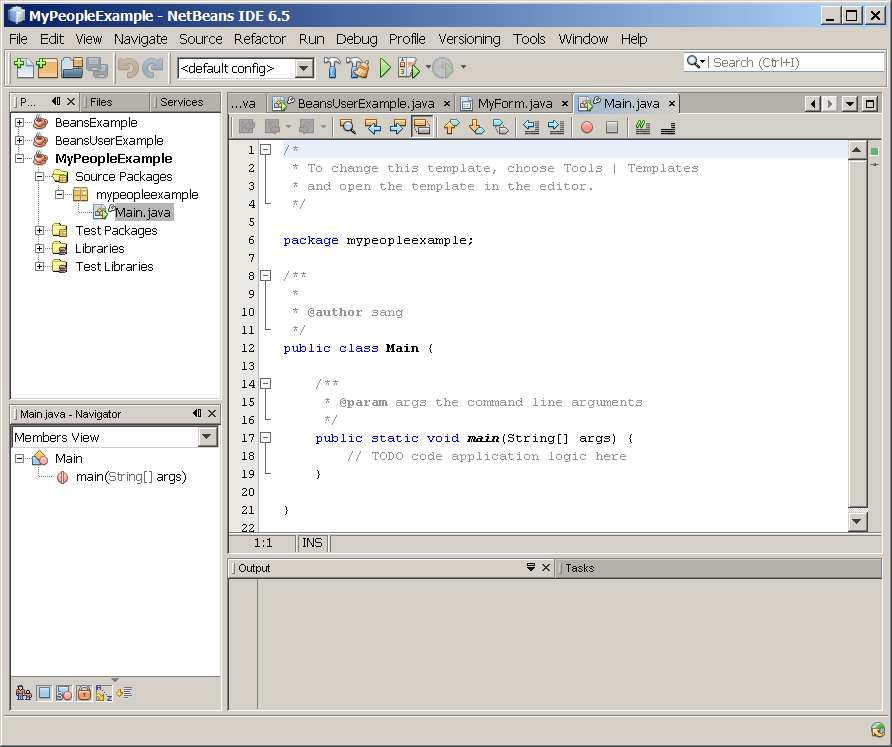 MyPeopleExample - NetBeans IDE 6.5
File Edit View Navigate Source Refactor Run Debug Profile Versioning Tools Window Help
<default config>
Search (Ctrl+I)
P... Files Services
...va BeansUserExample.java MyForm.java Main.java
BeansExample
BeansUserExample
MyPeopleExample
Source Packages
mypeopleexample
Main.java
Test Packages
Libraries
Test Libraries
1 /*
2 * To change this template, choose Tools | Templates
3 * and open the template in the editor.
4 */
5
6 package mypeopleexample;
7
8 /**
9 *
10 * @author sang
11 */
12 public class Main {
13
14 /**
15 * @param args the command line arguments
16 */
17 public static void main(String[] args) {
18 // TODO code application logic here
19 }
20
21 }
22
1:1 INS
Main.java - Navigator
Members View
Main
main(String[] args)
Output Tasks